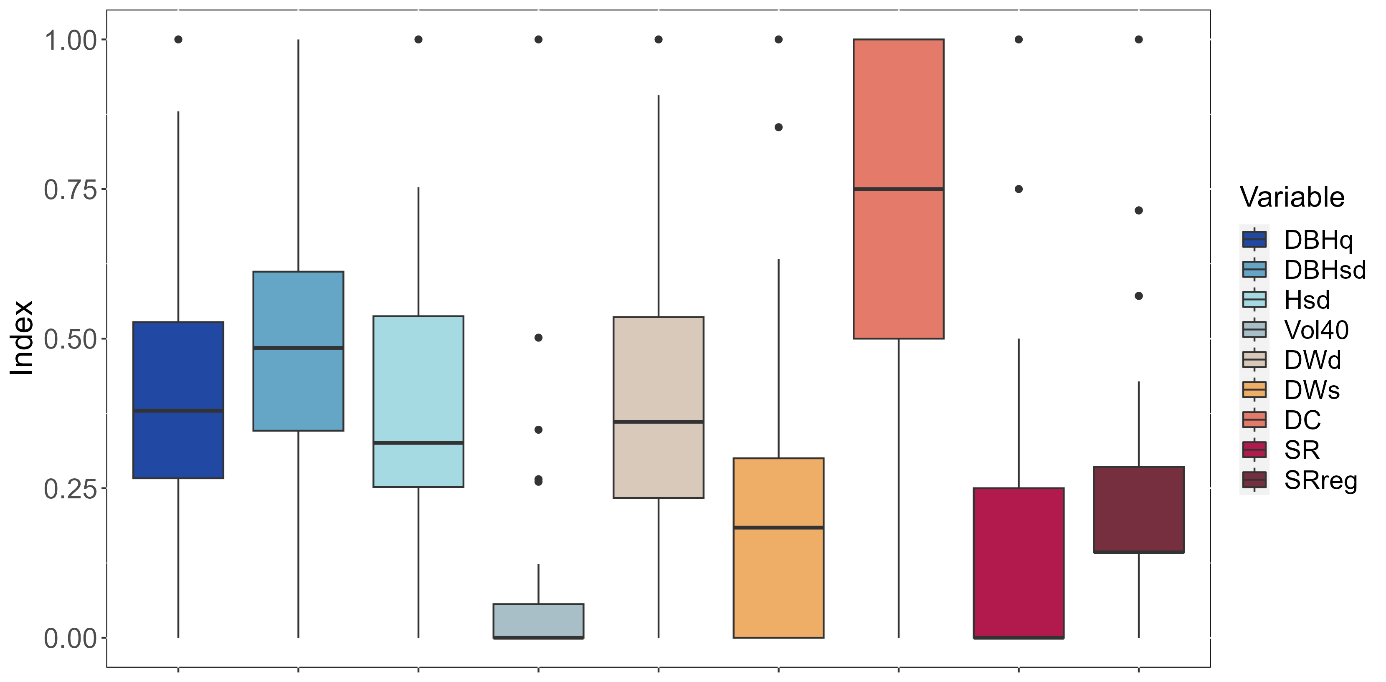 1.00
0.75
0.50
0.25
0.00
Index
Variable
DBHq
DBHsd
Hsd
Vol40
DWd
DWs
DC
SR
SRreg